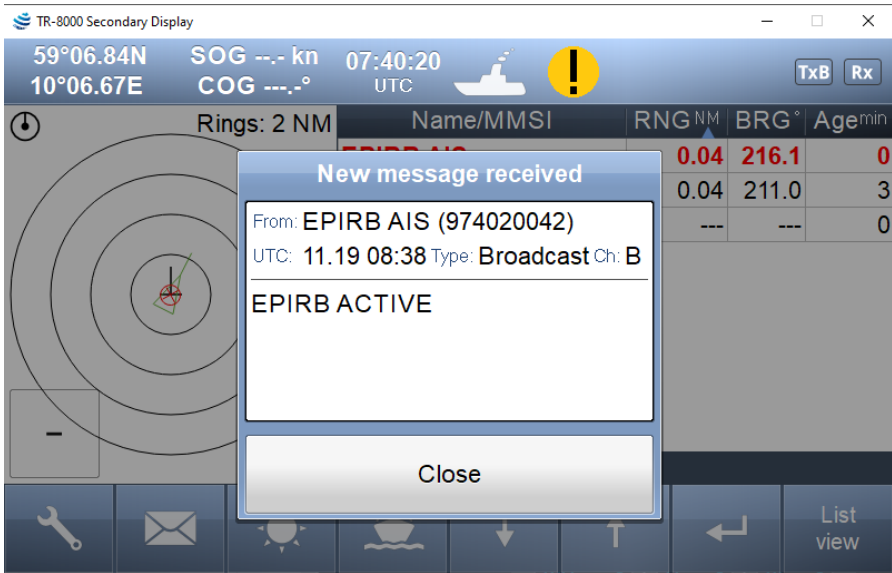 TR-8000 Secondary Display
59°06.84N SOG --.- kn 07:40:20
10°06.67E COG ---.-° UTC
TxB Rx
Rings: 2 NM Name/MMSI RNG NM BRG° Age min
EPIRB AIS 0.04 216.1 0
0.04 211.0 3
--- --- 0
New message received
From: EPIRB AIS (974020042)
UTC: 11.19 08:38 Type: Broadcast Ch: B
EPIRB ACTIVE
Close
List
view